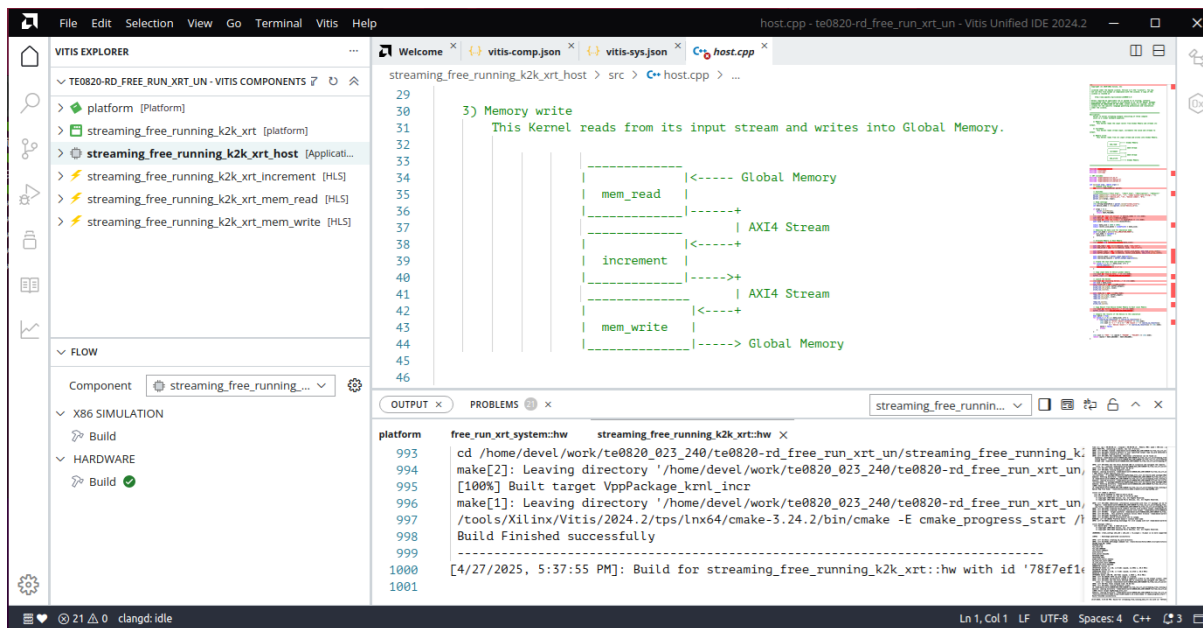 File Edit Selection View Go Terminal Vitis Help
host.cpp - te0820-rd_free_run_xrt_un - Vitis Unified IDE 2024.2
VITIS EXPLORER
TE0820-RD_FREE_RUN_XRT_UN - VITIS COMPONENTS
platform [Platform]
streaming_free_running_k2k_xrt [platform]
streaming_free_running_k2k_xrt_host [Applicati...
streaming_free_running_k2k_xrt_increment [HLS]
streaming_free_running_k2k_xrt_mem_read [HLS]
streaming_free_running_k2k_xrt_mem_write [HLS]
FLOW
Component streaming_free_running_...
X86 SIMULATION
Build
HARDWARE
Build
Welcome vitis-comp.json vitis-sys.json host.cpp
streaming_free_running_k2k_xrt_host > src > host.cpp > ...
29
30 3) Memory write
31 This Kernel reads from its input stream and writes into Global Memory.
32
33 _____________
34 | |<----- Global Memory
35 | mem_read |
36 |_____________|------+
37 _____________ | AXI4 Stream
38 | |<----+
39 | increment |
40 |_____________|----->+
41 ______________ | AXI4 Stream
42 | |<----+
43 | mem_write |
44 |______________|-----> Global Memory
45
46
OUTPUT PROBLEMS 21
streaming_free_runnin...
platform free_run_xrt_system::hw streaming_free_running_k2k_xrt::hw
993 cd /home/devel/work/te0820_023_240/te0820-rd_free_run_xrt_un/streaming_free_running_k2
994 make[2]: Leaving directory '/home/devel/work/te0820_023_240/te0820-rd_free_run_xrt_un/
995 [100%] Built target VppPackage_krnl_incr
996 make[1]: Leaving directory '/home/devel/work/te0820_023_240/te0820-rd_free_run_xrt_un/
997 /tools/Xilinx/Vitis/2024.2/tps/lnx64/cmake-3.24.2/bin/cmake -E cmake_progress_start /h
998 Build Finished successfully
999 ------------------------------------------------------------------------------
1000 [4/27/2025, 5:37:55 PM]: Build for streaming_free_running_k2k_xrt::hw with id '78f7ef1e
1001
21 0 clangd: idle
Ln 1, Col 1 LF UTF-8 Spaces: 4 C++ 3